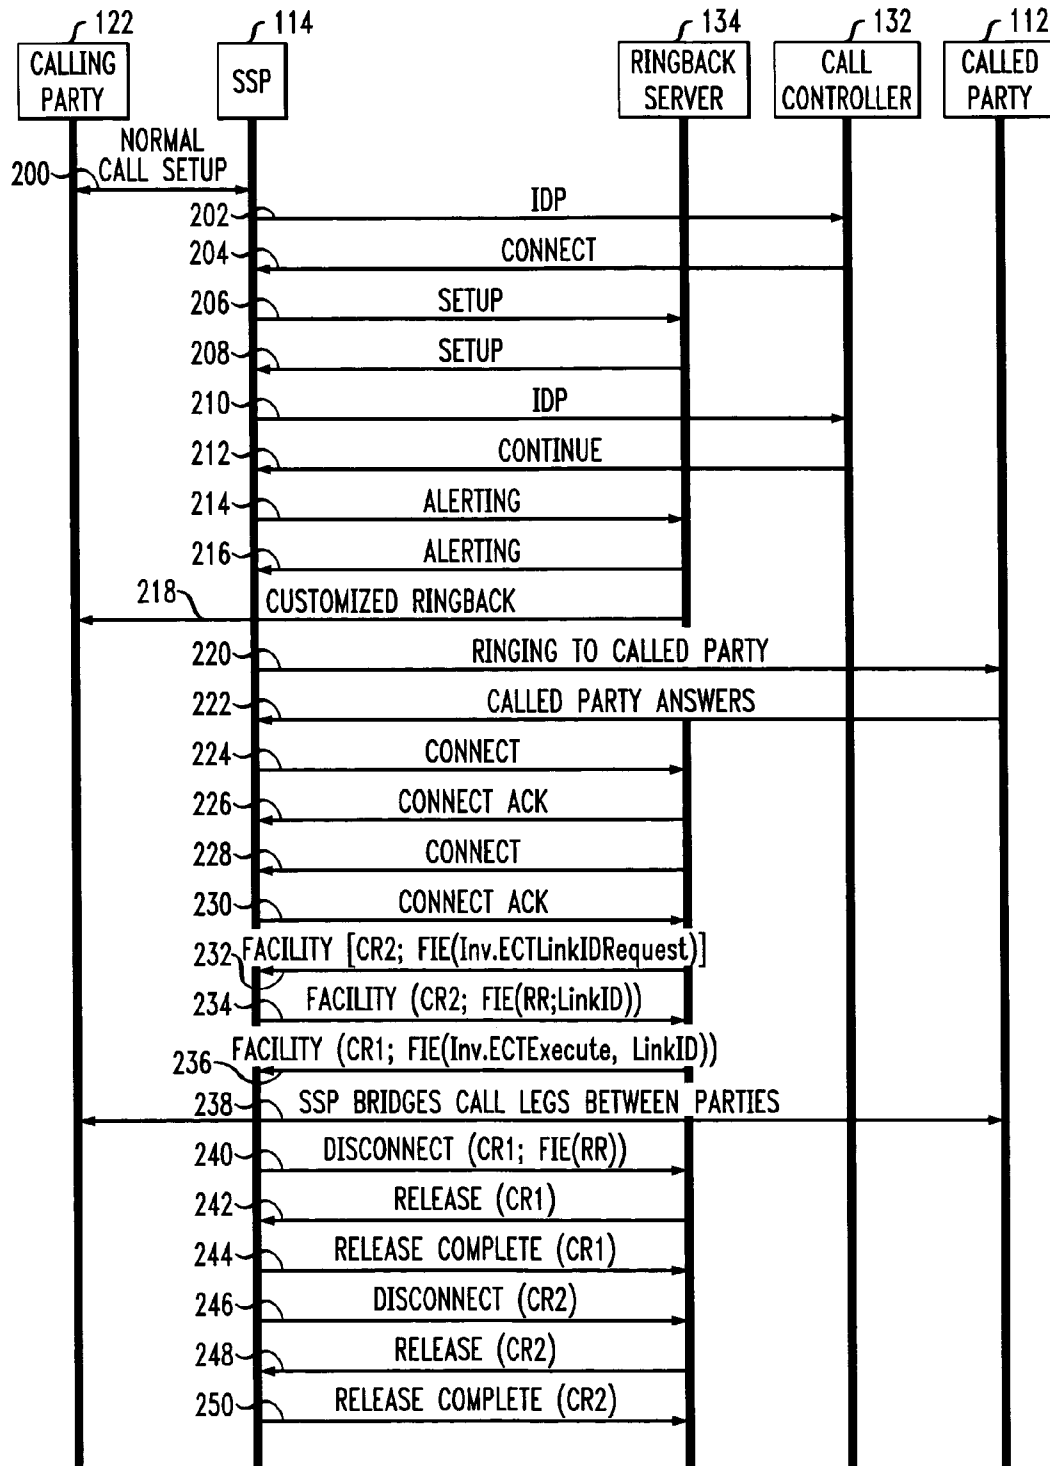 122 114 134 132 112
CALLING PARTY
SSP
RINGBACK SERVER
CALL CONTROLLER
CALLED PARTY
200 NORMAL CALL SETUP
202 IDP
204 CONNECT
206 SETUP
208 SETUP
210 IDP
212 CONTINUE
214 ALERTING
216 ALERTING
218 CUSTOMIZED RINGBACK
220 RINGING TO CALLED PARTY
222 CALLED PARTY ANSWERS
224 CONNECT
226 CONNECT ACK
228 CONNECT
230 CONNECT ACK
232 FACILITY [CR2; FIE(Inv.ECTLinkIDRequest)]
234 FACILITY (CR2; FIE(RR;LinkID))
236 FACILITY (CR1; FIE(Inv.ECTExecute, LinkID))
238 SSP BRIDGES CALL LEGS BETWEEN PARTIES
240 DISCONNECT (CR1; FIE(RR))
242 RELEASE (CR1)
244 RELEASE COMPLETE (CR1)
246 DISCONNECT (CR2)
248 RELEASE (CR2)
250 RELEASE COMPLETE (CR2)